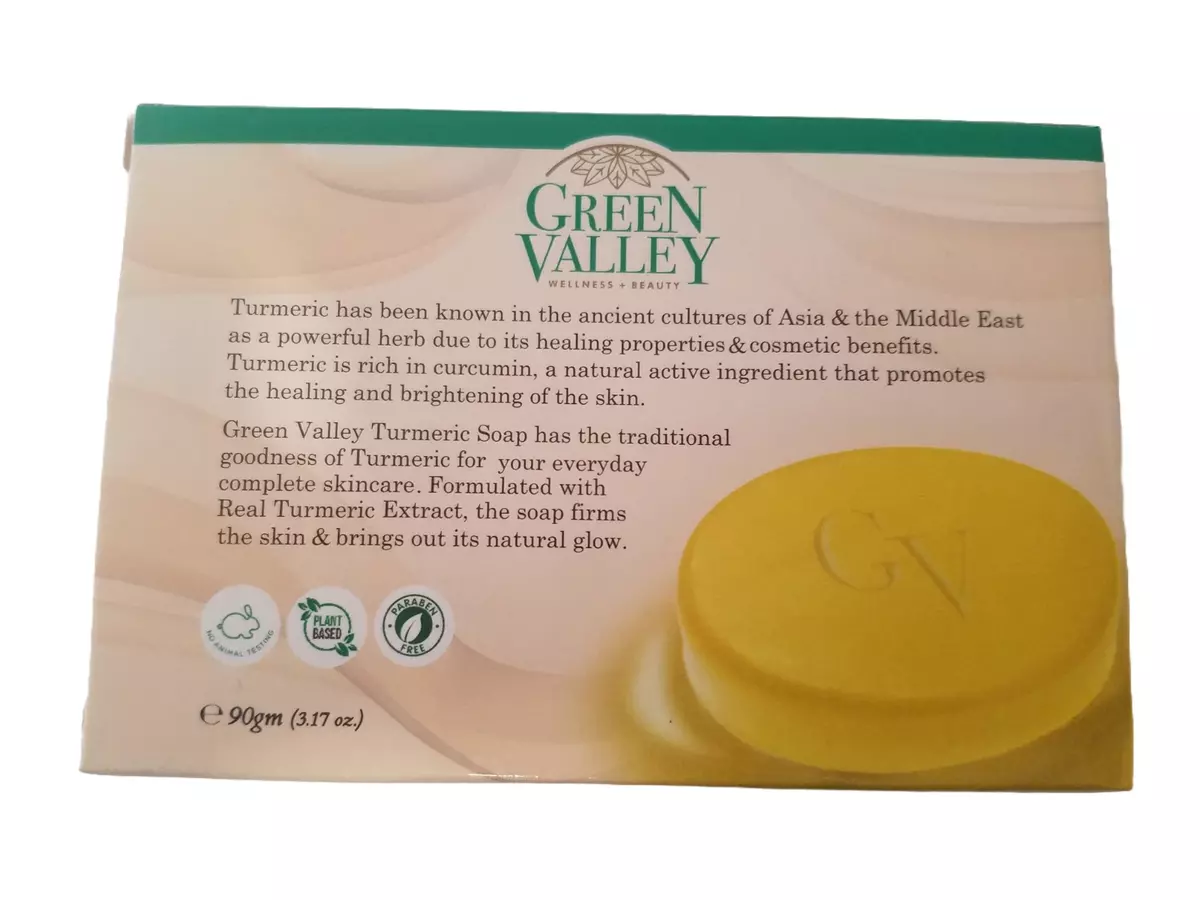 GREEN
VALLEY
WELLNESS + BEAUTY
Turmeric has been known in the ancient cultures of Asia & the Middle East
as a powerful herb due to its healing properties & cosmetic benefits.
Turmeric is rich in curcumin, a natural active ingredient that promotes
the healing and brightening of the skin.
Green Valley Turmeric Soap has the traditional
goodness of Turmeric for your everyday
complete skincare. Formulated with
Real Turmeric Extract, the soap firms
the skin & brings out its natural glow.
GV
NO ANIMAL TESTING
PLANT
BASED
PARABEN
FREE
℮ 90gm (3.17 oz.)